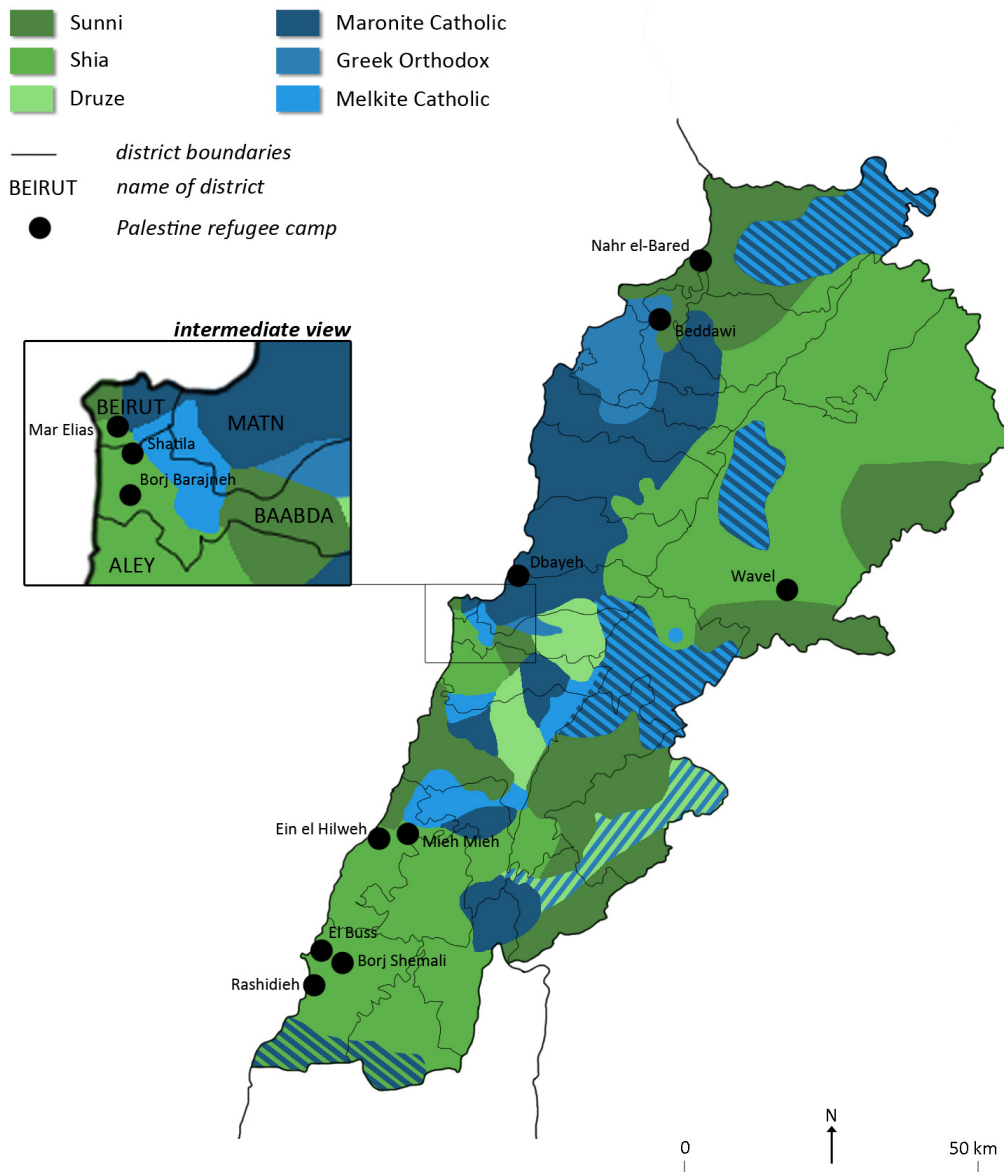 Sunni
Shia
Druze
Maronite Catholic
Greek Orthodox
Melkite Catholic
district boundaries
BEIRUT name of district
Palestine refugee camp
intermediate view
BEIRUT
MATN
Mar Elias
Shatila
Borj Barajneh
BAABDA
ALEY
Nahr el-Bared
Beddawi
Dbayeh
Wavel
Ein el Hilweh
Mieh Mieh
El Buss
Borj Shemali
Rashidieh
N
0 50 km